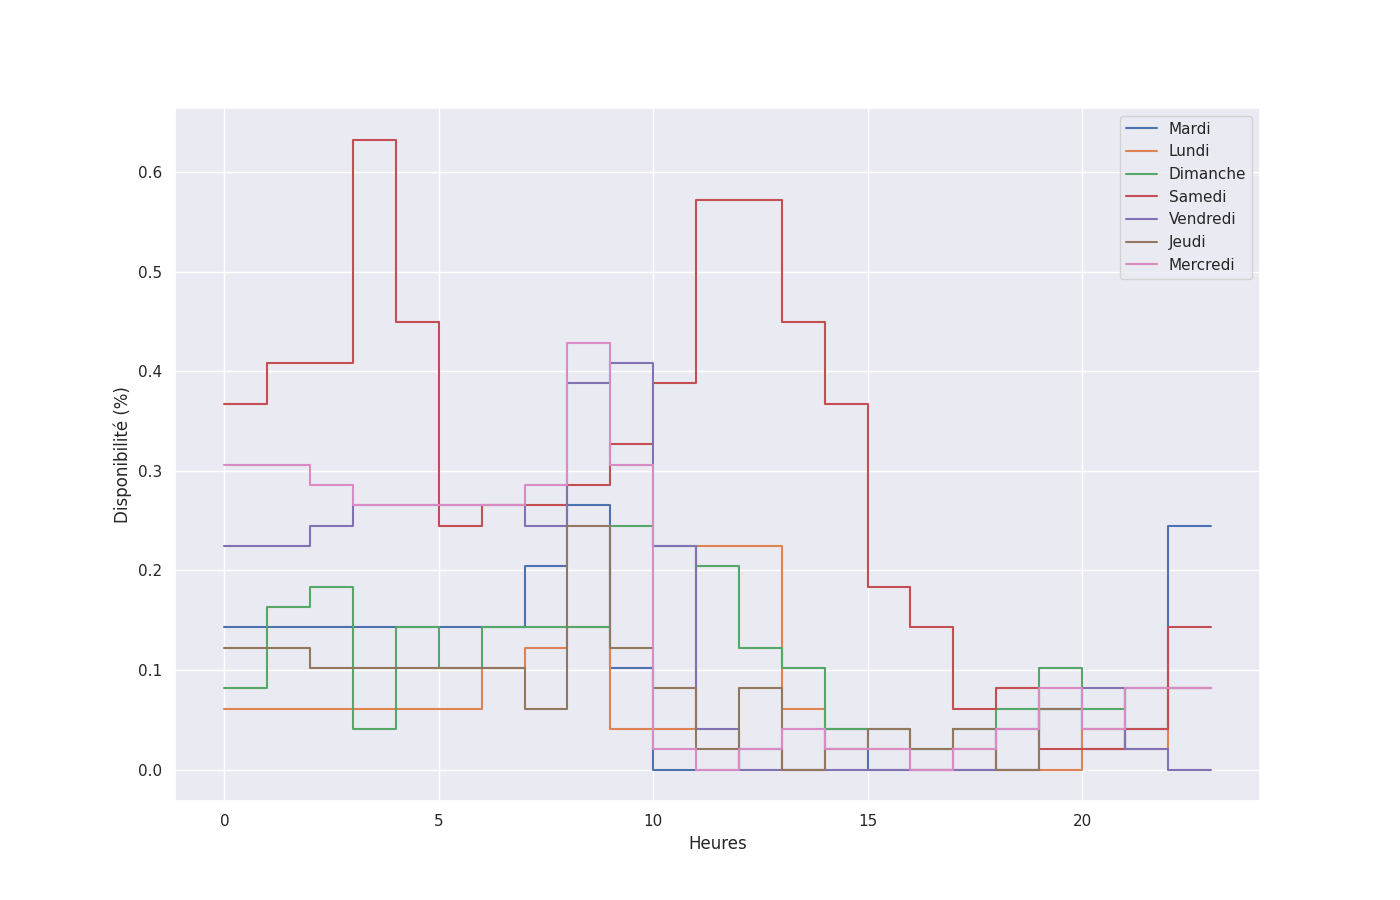 Mardi
Lundi
Dimanche
Samedi
Vendredi
Jeudi
Mercredi
0.6
0.5
0.4
0.3
0.2
0.1
0.0
Disponibilité (%)
0 5 10 15 20
Heures